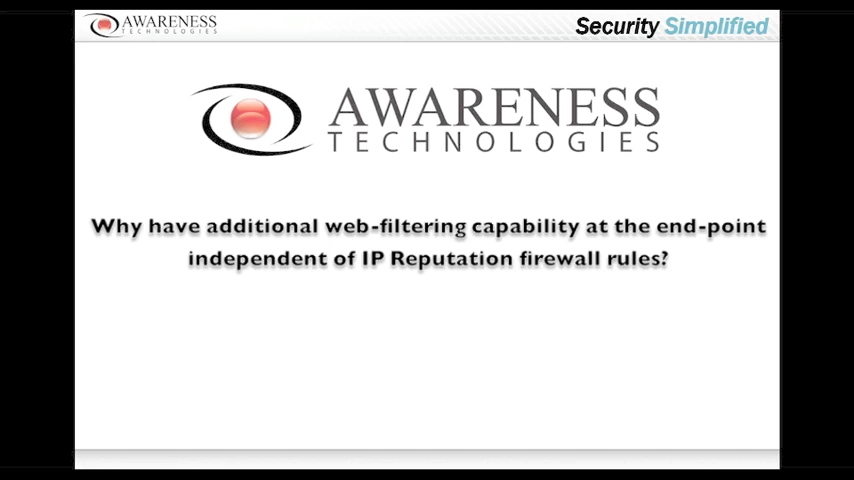 AWARENESS
TECHNOLOGIES
Security Simplified
AWARENESS
TECHNOLOGIES
Why have additional web-filtering capability at the end-point
independent of IP Reputation firewall rules?